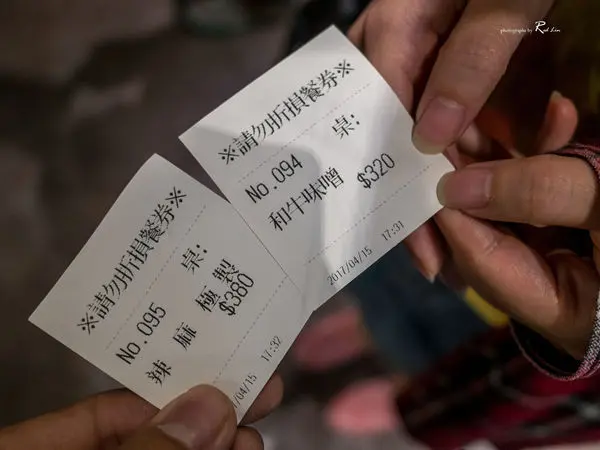 photography by Rod Lin
※請勿折損餐券※
No.094 桌:
和牛味噌 $320
2017/04/15 17:31
※請勿折損餐券※
No.095 桌:
辣麻極製 $380
/04/15 17:32